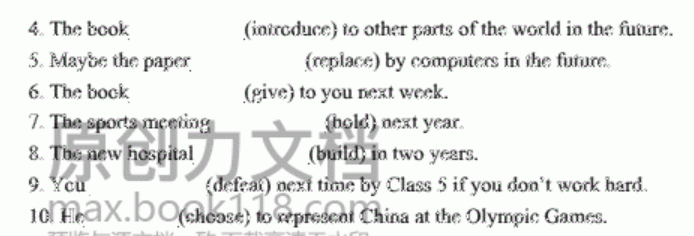 4. The book (introduce) to other parts of the world in the future.
5. Maybe the paper (replace) by computers in the future.
6. The book (give) to you next week.
7. The sports meeting (hold) next year.
8. The new hospital (build) in two years.
9. You (defeat) next time by Class 5 if you don't work hard.
10. He (choose) to represent China at the Olympic Games.
原创力文档
max.book118.com